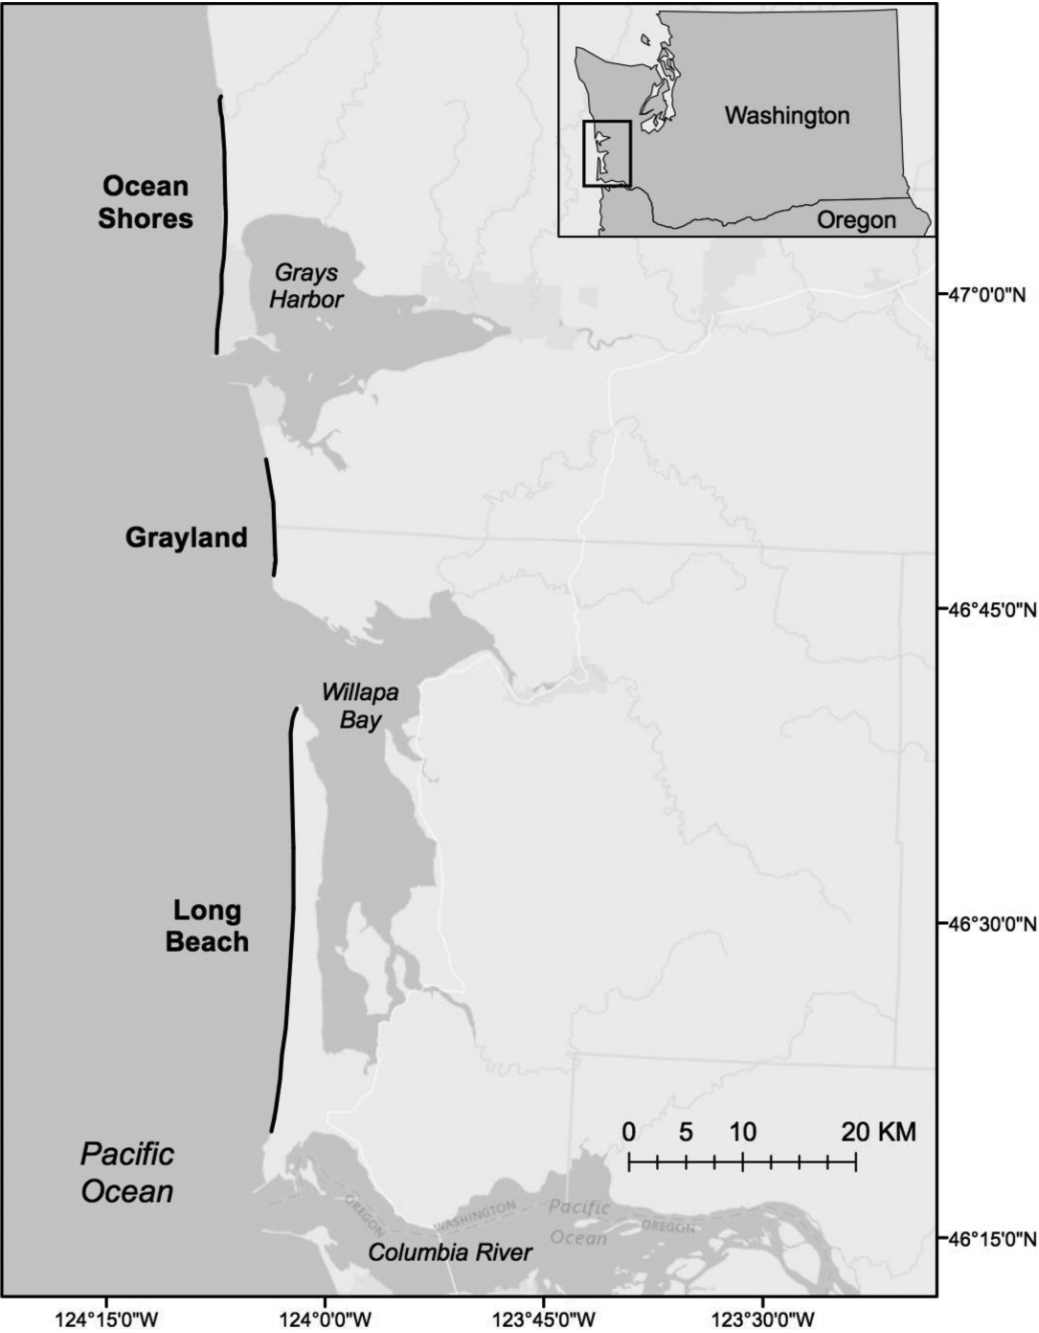 Washington
Oregon
Ocean
Shores
Grays
Harbor
47°0'0"N
Grayland
46°45'0"N
Willapa
Bay
Long
Beach
46°30'0"N
0 5 10 20 KM
Pacific
Ocean
OREGON
WASHINGTON
Pacific
Ocean
OREGON
Columbia River
46°15'0"N
124°15'0"W 124°0'0"W 123°45'0"W 123°30'0"W